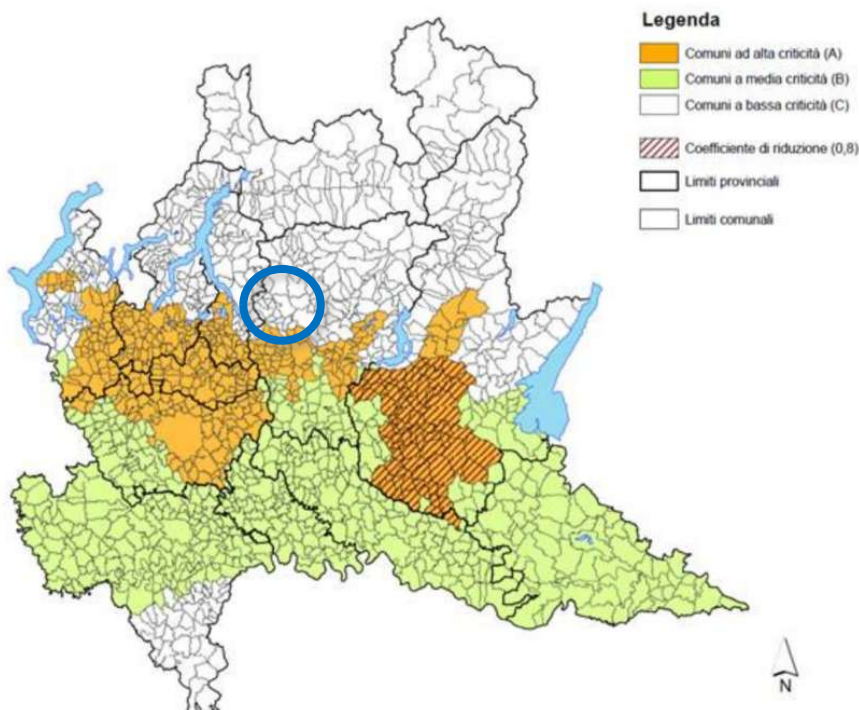 Legenda
Comuni ad alta criticità (A)
Comuni a media criticità (B)
Comuni a bassa criticità (C)
Coefficiente di riduzione (0,8)
Limiti provinciali
Limiti comunali
N